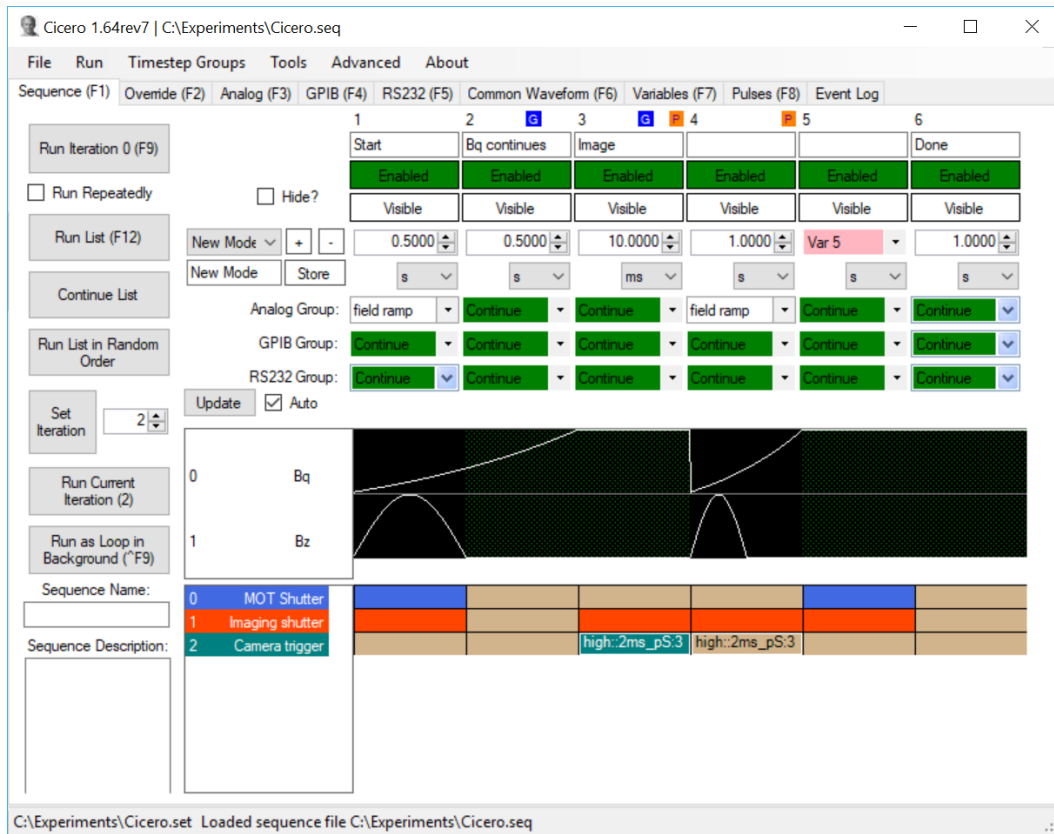 Cicero 1.64rev7 | C:\Experiments\Cicero.seq
File Run Timestep Groups Tools Advanced About
Sequence (F1) Override (F2) Analog (F3) GPIB (F4) RS232 (F5) Common Waveform (F6) Variables (F7) Pulses (F8) Event Log
1 2 G 3 G P 4 P 5 6
Start Bq continues Image Done
Run Iteration 0 (F9)
Enabled Enabled Enabled Enabled Enabled Enabled
Run Repeatedly
Hide?
Visible Visible Visible Visible Visible Visible
Run List (F12)
New Mode + - 0.5000 0.5000 10.0000 1.0000 Var 5 1.0000
New Mode Store s s ms s s s
Continue List
Analog Group: field ramp Continue Continue field ramp Continue Continue
Run List in Random
Order
GPIB Group: Continue Continue Continue Continue Continue Continue
RS232 Group: Continue Continue Continue Continue Continue Continue
Update Auto
Set
Iteration
2
0 Bq
Run Current
Iteration (2)
1 Bz
Run as Loop in
Background (^F9)
Sequence Name:
0 MOT Shutter
1 Imaging shutter
Sequence Description:
2 Camera trigger high::2ms_pS:3 high::2ms_pS:3
C:\Experiments\Cicero.set Loaded sequence file C:\Experiments\Cicero.seq